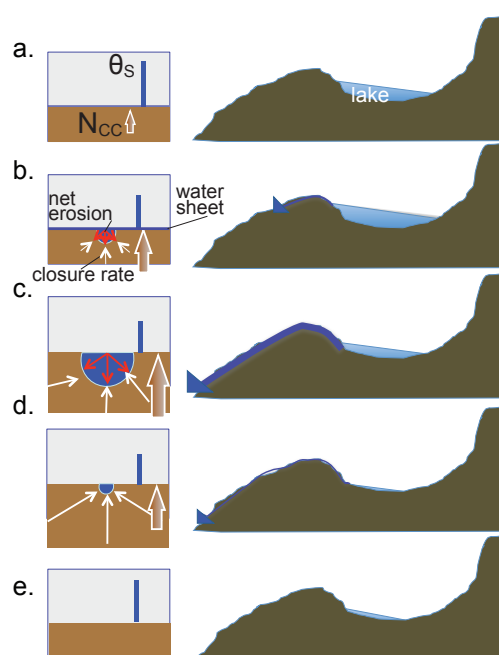 a.
θS
NCC
lake
b.
net
erosion
water
sheet
closure rate
c.
d.
e.